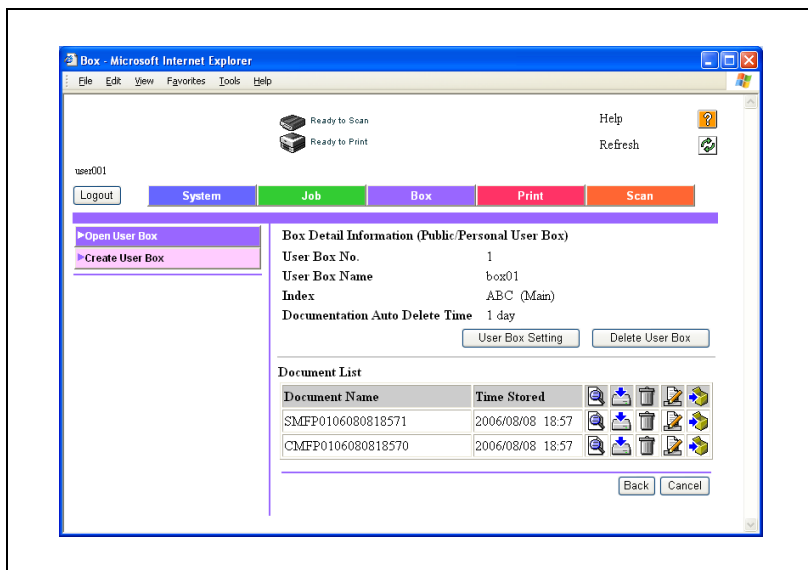 Box - Microsoft Internet Explorer
File Edit View Favorites Tools Help
Ready to Scan
Help
?
Ready to Print
Refresh
user001
Logout
System
Job
Box
Print
Scan
Open User Box
Create User Box
Box Detail Information (Public/Personal User Box)
User Box No. 1
User Box Name box01
Index ABC (Main)
Documentation Auto Delete Time 1 day
User Box Setting
Delete User Box
Document List
Document Name Time Stored
SMFP0106080818571 2006/08/08 18:57
CMFP0106080818570 2006/08/08 18:57
Back
Cancel